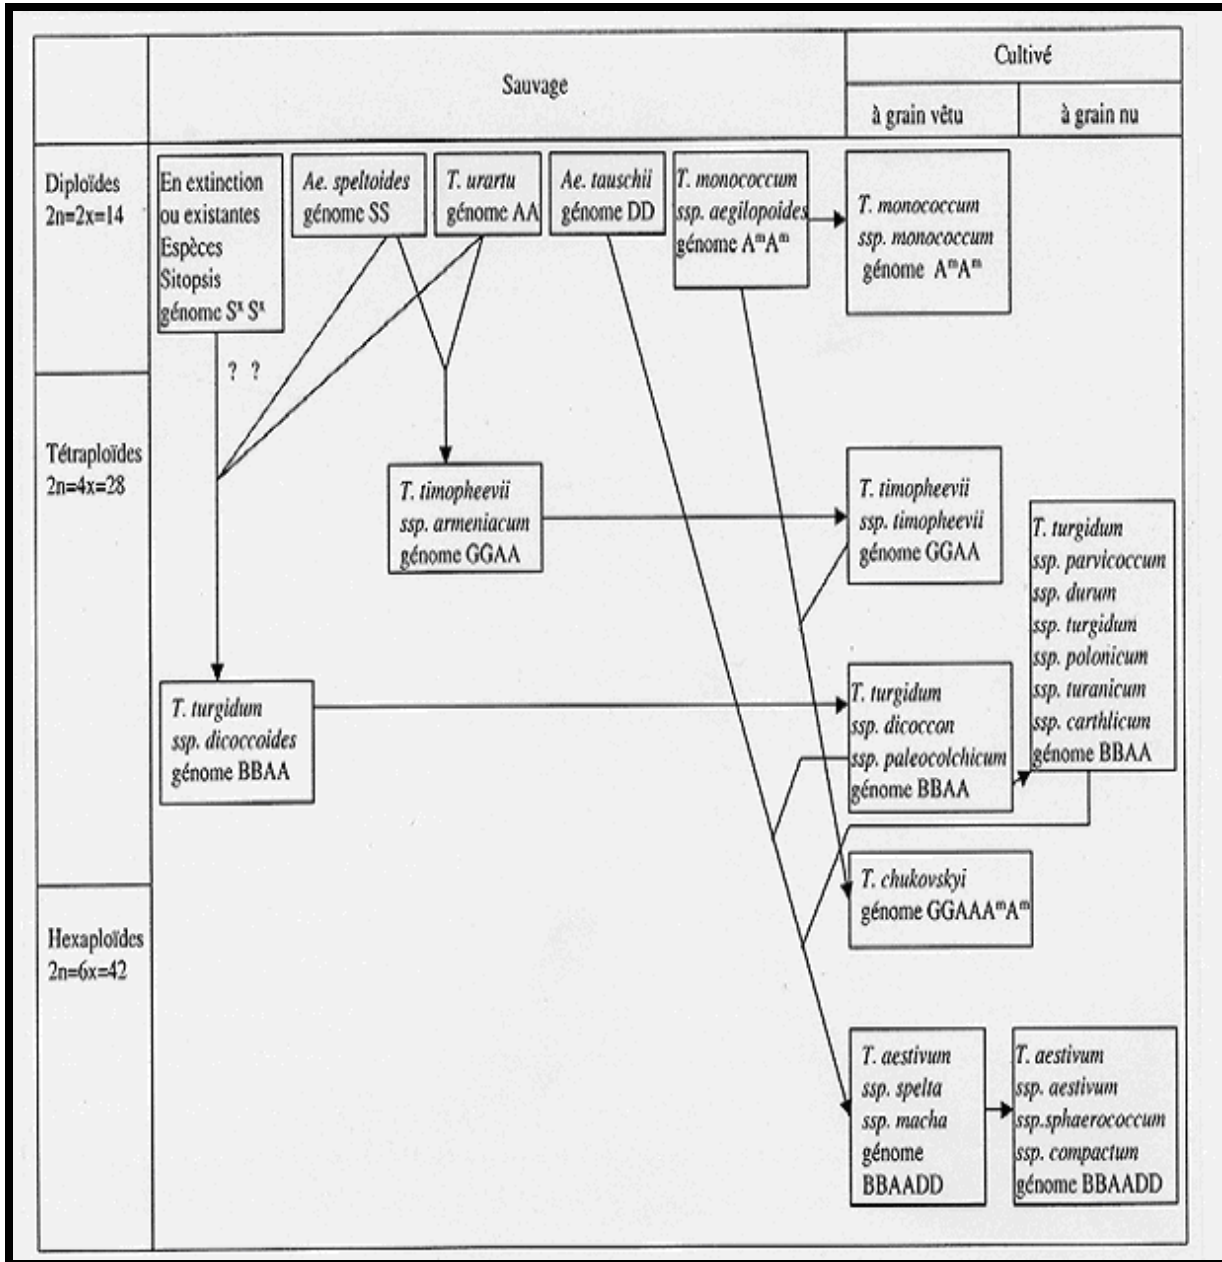 Sauvage
Cultivé
à grain vêtu
à grain nu
Diploïdes
2n=2x=14
En extinction
ou existantes
Espèces
Sitopsis
génome Sˣ Sˣ
Ae. speltoides
génome SS
T. urartu
génome AA
Ae. tauschii
génome DD
T. monococcum
ssp. aegilopoides
génome AᵐAᵐ
T. monococcum
ssp. monococcum
génome AᵐAᵐ
? ?
Tétraploïdes
2n=4x=28
T. timopheevii
ssp. armeniacum
génome GGAA
T. timopheevii
ssp. timopheevii
génome GGAA
T. turgidum
ssp. parvicoccum
ssp. durum
ssp. turgidum
ssp. polonicum
ssp. turanicum
ssp. carthlicum
génome BBAA
T. turgidum
ssp. dicoccoides
génome BBAA
T. turgidum
ssp. dicoccon
ssp. paleocolchicum
génome BBAA
Hexaploïdes
2n=6x=42
T. chukovskyi
génome GGAAAᵐAᵐ
T. aestivum
ssp. spelta
ssp. macha
génome
BBAADD
T. aestivum
ssp. aestivum
ssp.sphaerococcum
ssp. compactum
génome BBAADD